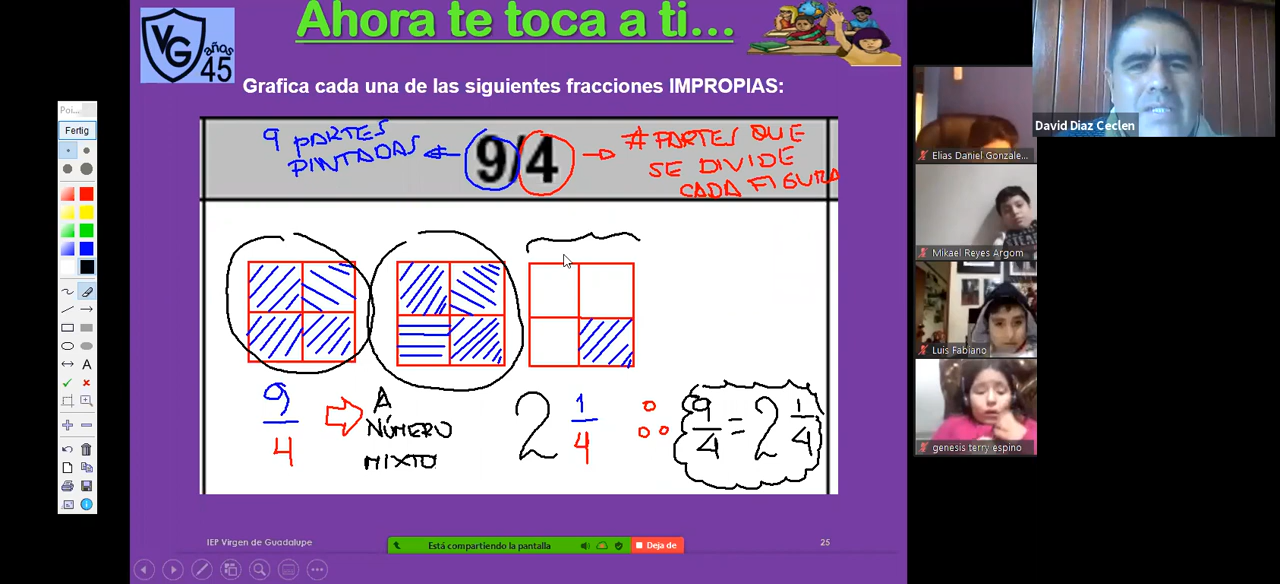 Ahora te toca a ti...
VG
años
45
Grafica cada una de las siguientes fracciones IMPROPIAS:
9 PARTES
PINTADAS
9/4
# PARTES QUE
SE DIVIDE
CADA FIGURA
9
4
A
NÚMERO
MIXTO
2 1/4
9/4 = 2 1/4
IEP Virgen de Guadalupe
25
Está compartiendo la pantalla
Deja de
Poi...
Fertig
A
David Diaz Ceclen
Elias Daniel Gonzale...
Mikael Reyes Argom
Luis Fabiano
genesis terry espino